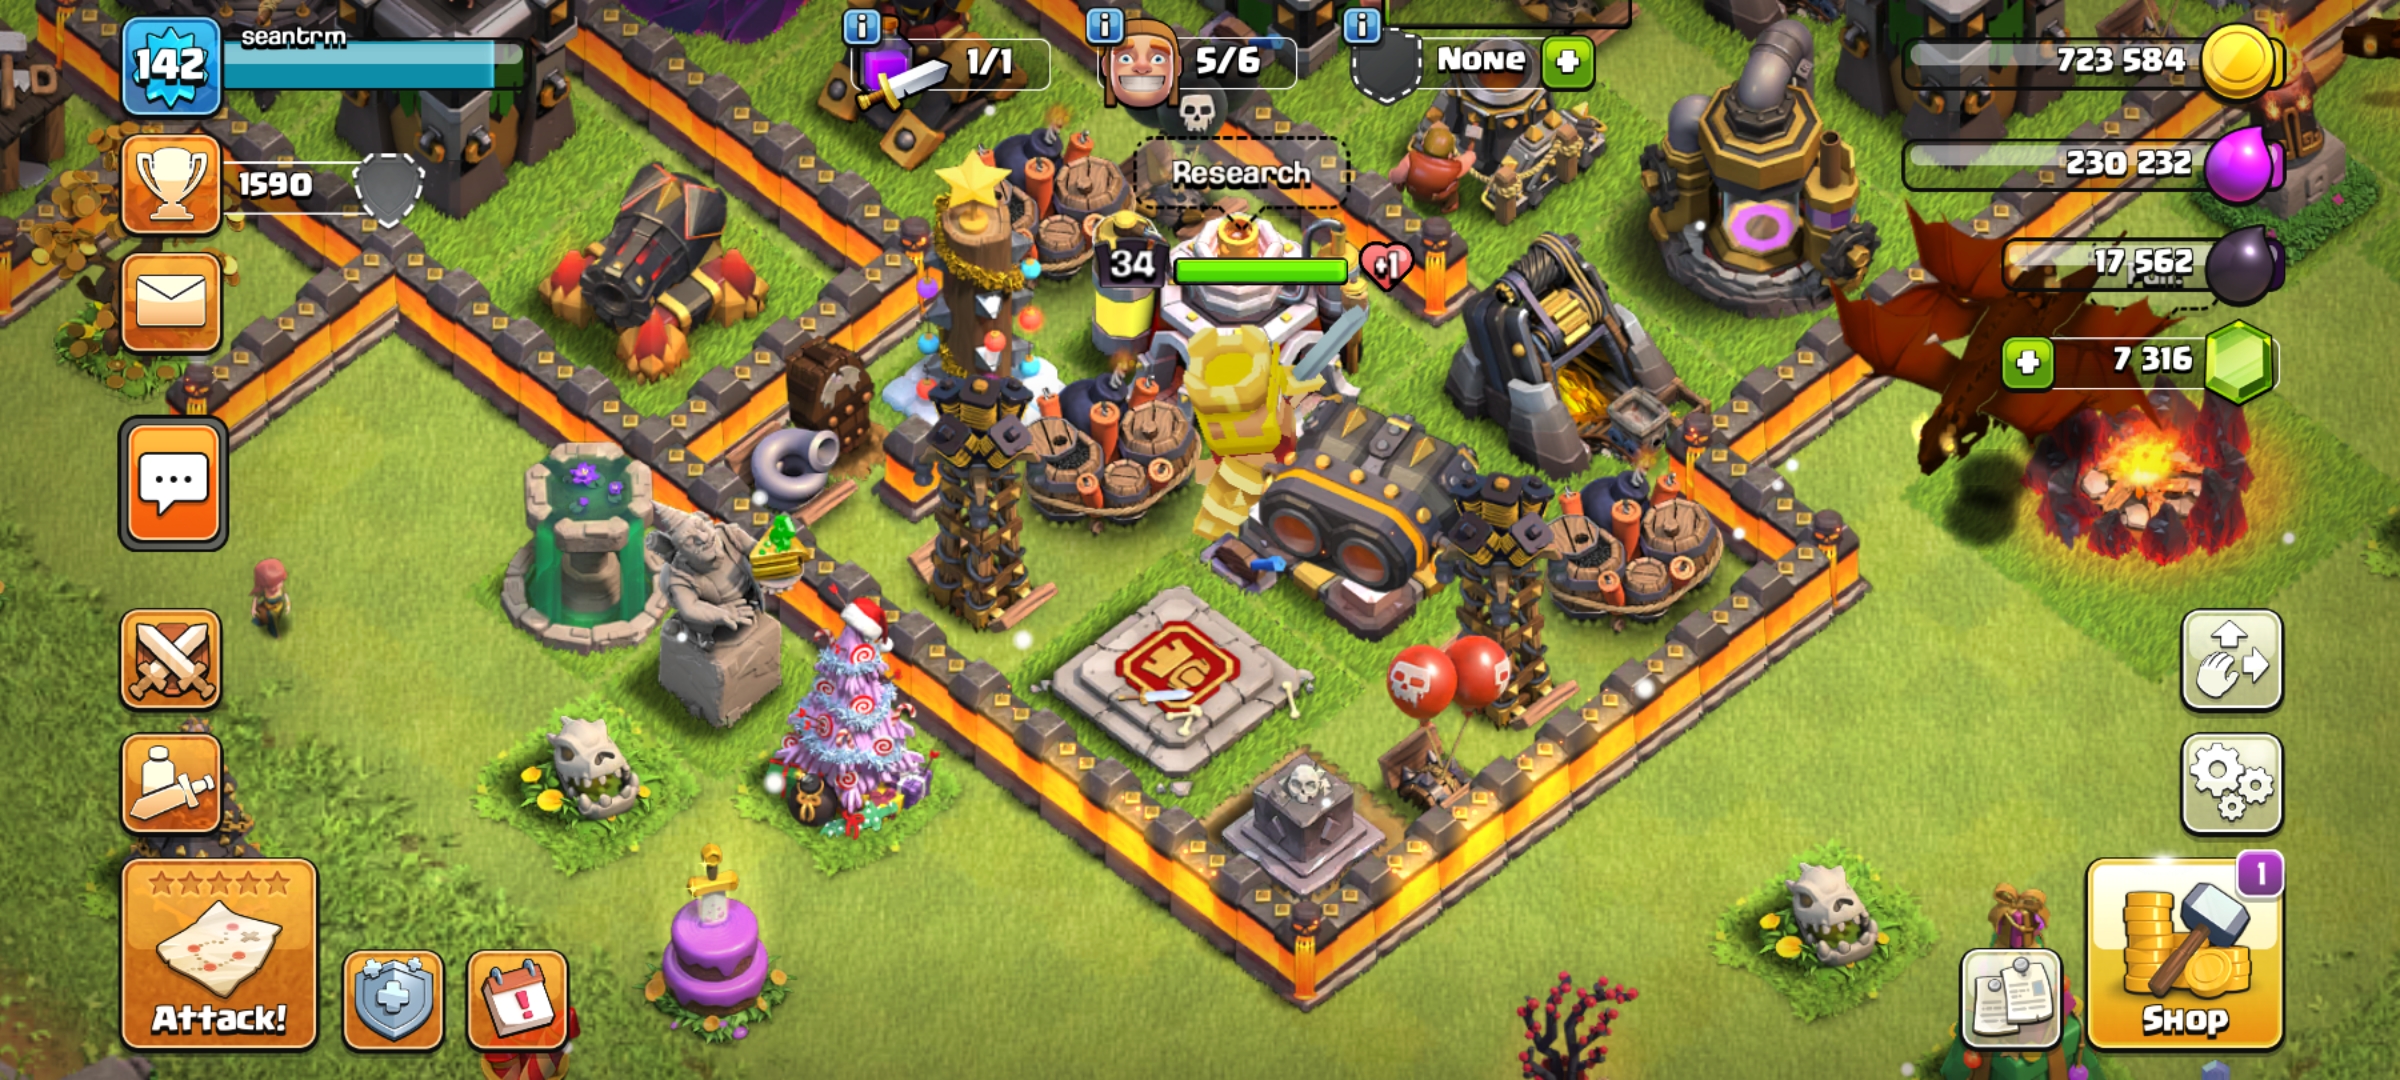 142
seantrm
1/1
5/6
None
723 584
1590
Research
230 232
34
+1
17 562
7 316
1
Attack!
Shop